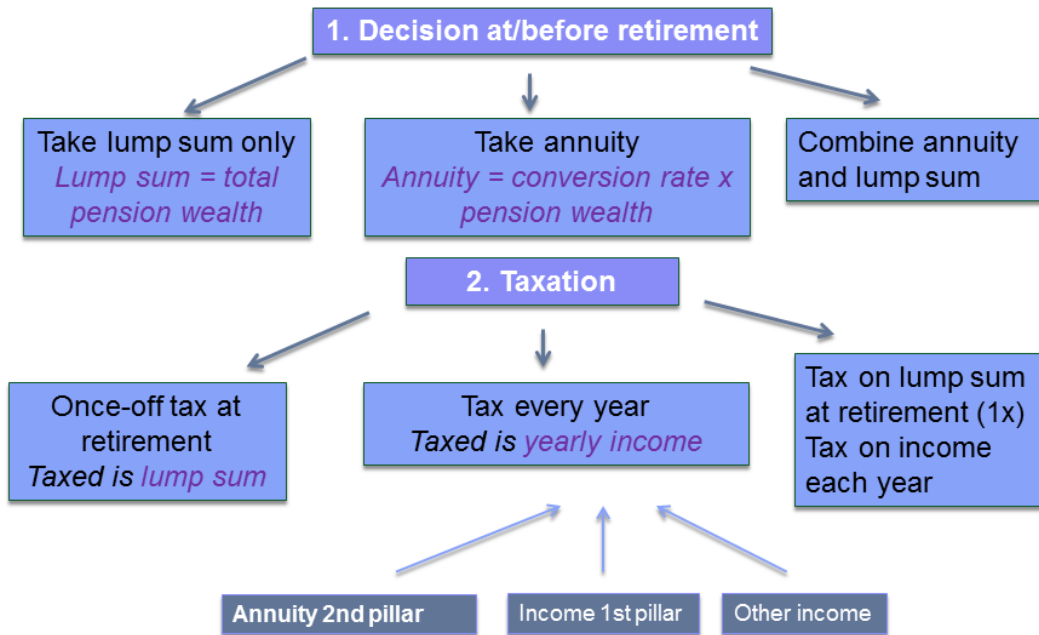 1. Decision at/before retirement
Take lump sum only
Lump sum = total
pension wealth
Take annuity
Annuity = conversion rate x
pension wealth
Combine annuity
and lump sum
2. Taxation
Once-off tax at
retirement
Taxed is lump sum
Tax every year
Taxed is yearly income
Tax on lump sum
at retirement (1x)
Tax on income
each year
Annuity 2nd pillar
Income 1st pillar
Other income